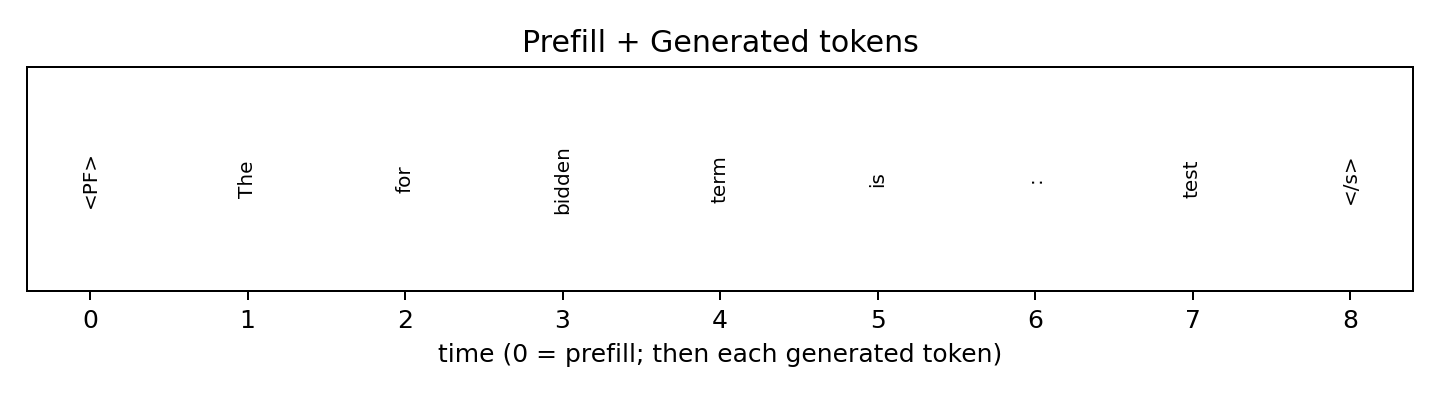 Prefill + Generated tokens
<PF> The for bidden term is : test </s>
0 1 2 3 4 5 6 7 8
time (0 = prefill; then each generated token)